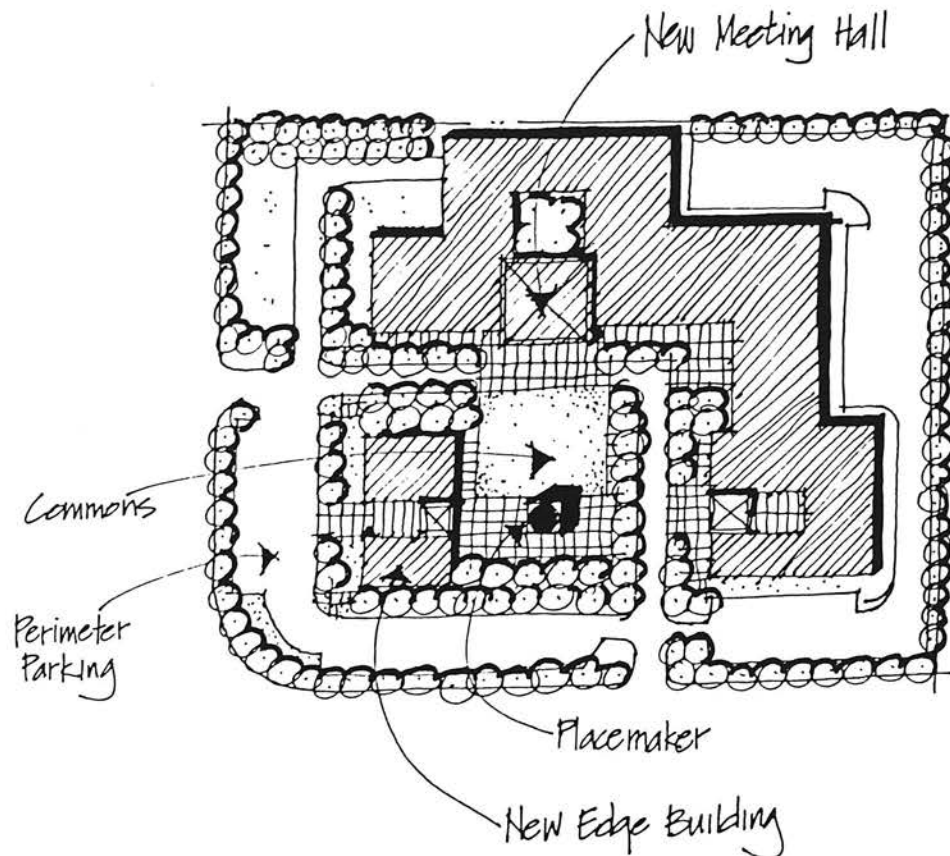 New Meeting Hall
Commons
Perimeter
Parking
Placemaker
New Edge Building